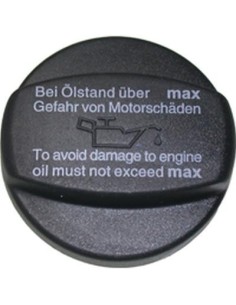 Bei Ölstand über max
Gefahr von Motorschäden
To avoid damage to engine
oil must not exceed max